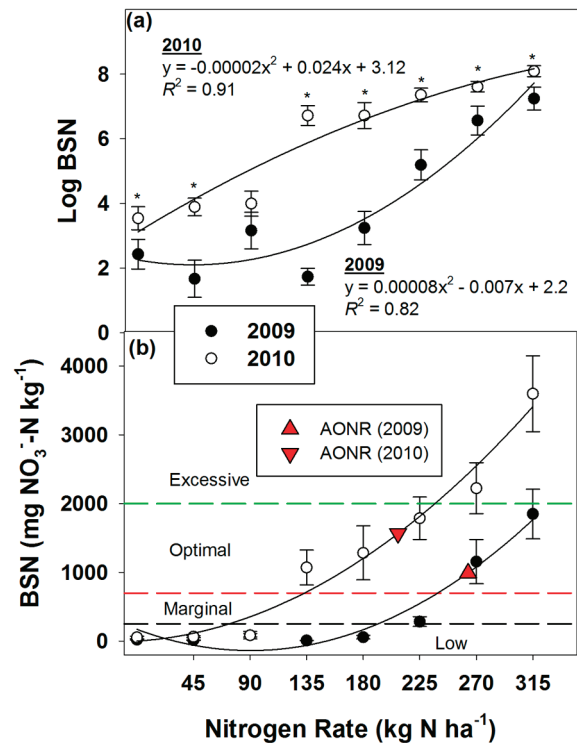 (a)
2010
y = -0.00002x² + 0.024x + 3.12
R² = 0.91
* * * * * * *
8
6
4
2
0
Log BSN
2009
y = 0.00008x² - 0.007x + 2.2
R² = 0.82
2009
2010
(b)
AONR (2009)
AONR (2010)
4000
3000
2000
1000
0
BSN (mg NO₃⁻-N kg⁻¹)
Excessive
Optimal
Marginal
Low
45 90 135 180 225 270 315
Nitrogen Rate (kg N ha⁻¹)